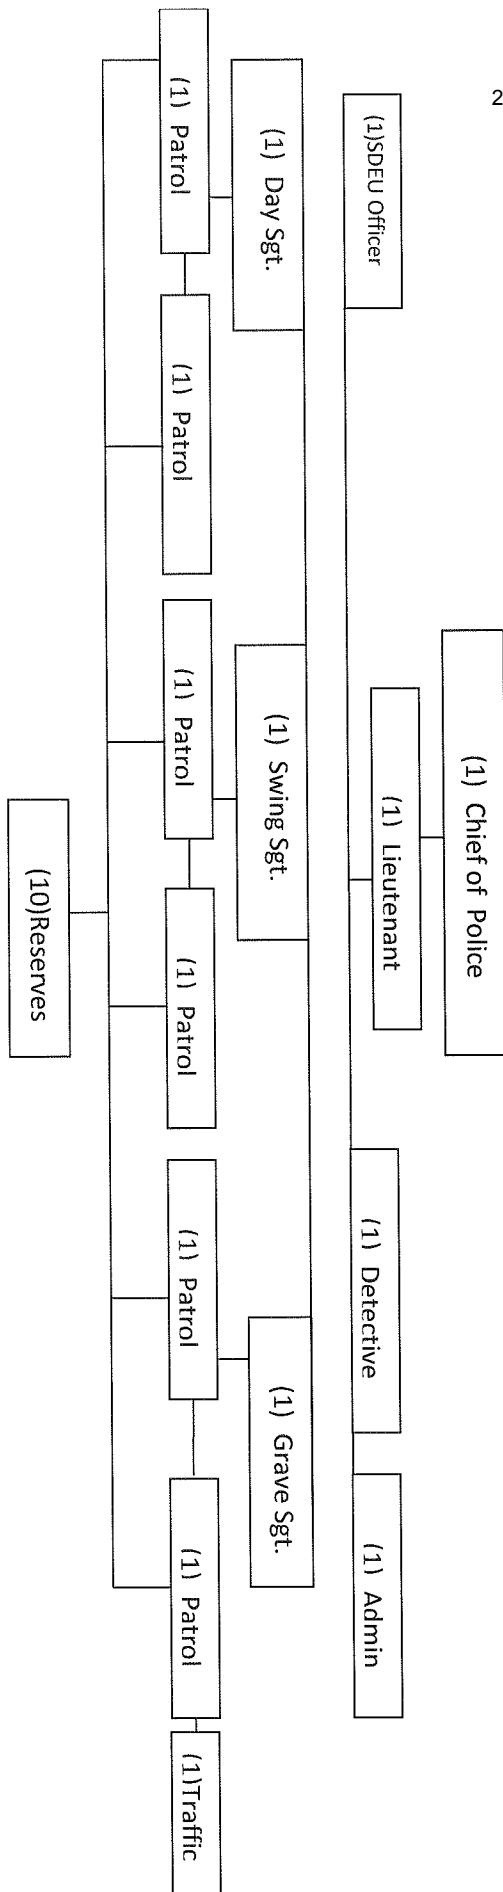 2
(1) Chief of Police
(1) Lieutenant
(1)SDEU Officer
(1) Detective
(1) Admin
(1) Day Sgt.
(1) Swing Sgt.
(1) Grave Sgt.
(1) Patrol
(1) Patrol
(1) Patrol
(1) Patrol
(1) Patrol
(1) Patrol
(1)Traffic
(10)Reserves